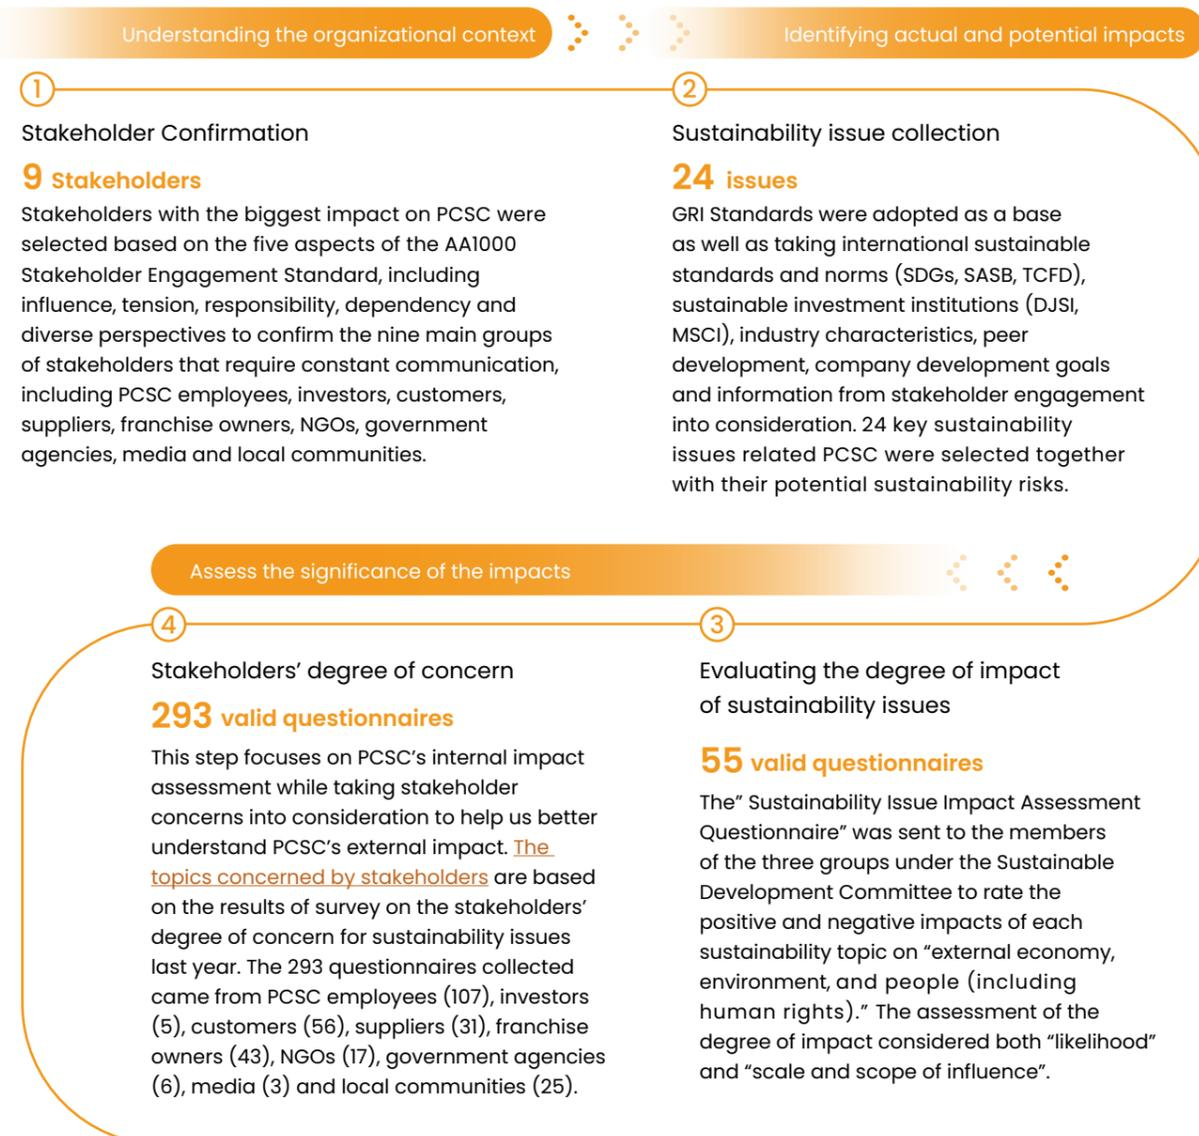 Understanding the organizational context
Identifying actual and potential impacts
1
Stakeholder Confirmation
9 Stakeholders
Stakeholders with the biggest impact on PCSC were
selected based on the five aspects of the AA1000
Stakeholder Engagement Standard, including
influence, tension, responsibility, dependency and
diverse perspectives to confirm the nine main groups
of stakeholders that require constant communication,
including PCSC employees, investors, customers,
suppliers, franchise owners, NGOs, government
agencies, media and local communities.
2
Sustainability issue collection
24 issues
GRI Standards were adopted as a base
as well as taking international sustainable
standards and norms (SDGs, SASB, TCFD),
sustainable investment institutions (DJSI,
MSCI), industry characteristics, peer
development, company development goals
and information from stakeholder engagement
into consideration. 24 key sustainability
issues related PCSC were selected together
with their potential sustainability risks.
Assess the significance of the impacts
3
Evaluating the degree of impact
of sustainability issues
55 valid questionnaires
The” Sustainability Issue Impact Assessment
Questionnaire” was sent to the members
of the three groups under the Sustainable
Development Committee to rate the
positive and negative impacts of each
sustainability topic on “external economy,
environment, and people (including
human rights).” The assessment of the
degree of impact considered both “likelihood”
and “scale and scope of influence”.
4
Stakeholders’ degree of concern
293 valid questionnaires
This step focuses on PCSC’s internal impact
assessment while taking stakeholder
concerns into consideration to help us better
understand PCSC’s external impact. The
topics concerned by stakeholders are based
on the results of survey on the stakeholders’
degree of concern for sustainability issues
last year. The 293 questionnaires collected
came from PCSC employees (107), investors
(5), customers (56), suppliers (31), franchise
owners (43), NGOs (17), government agencies
(6), media (3) and local communities (25).